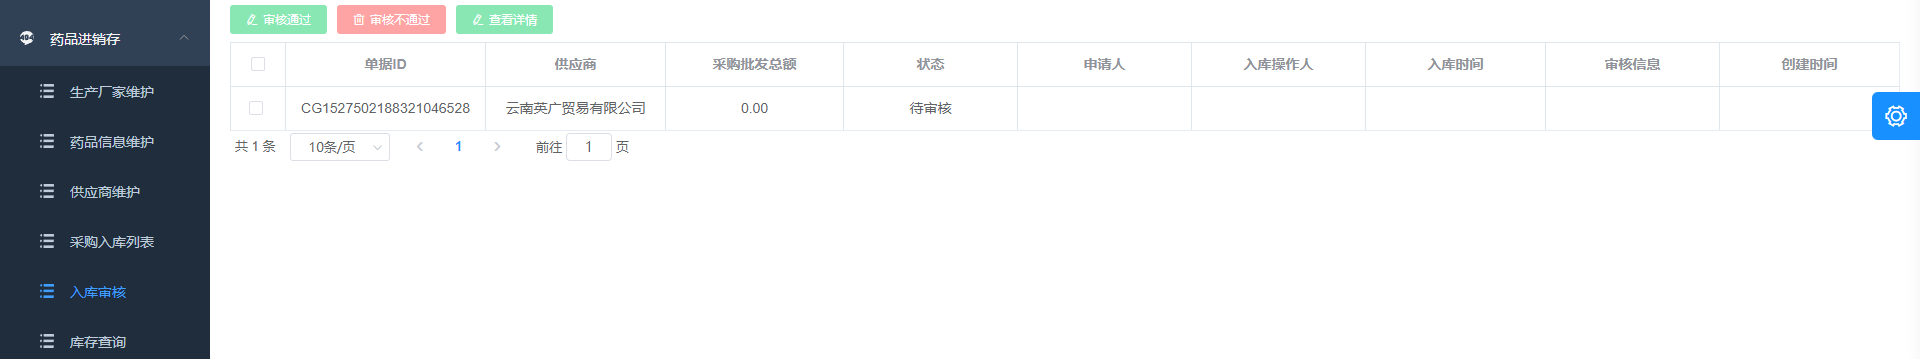 药品进销存
生产厂家维护
药品信息维护
供应商维护
采购入库列表
入库审核
库存查询
审核通过 审核不通过 查看详情
单据ID 供应商 采购批发总额 状态 申请人 入库操作人 入库时间 审核信息 创建时间
CG1527502188321046528 云南英广贸易有限公司 0.00 待审核
共 1 条 10条/页 1 前往 1 页